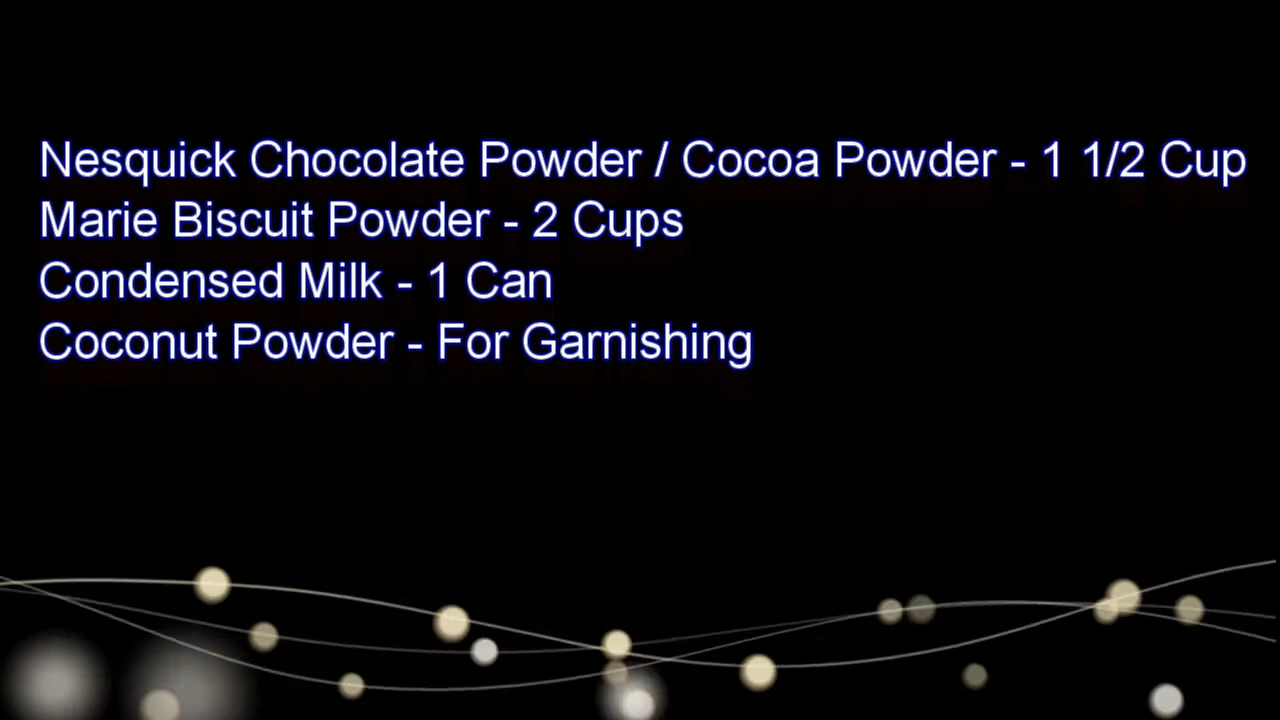 Nesquick Chocolate Powder / Cocoa Powder - 1 1/2 Cup
Marie Biscuit Powder - 2 Cups
Condensed Milk - 1 Can
Coconut Powder - For Garnishing